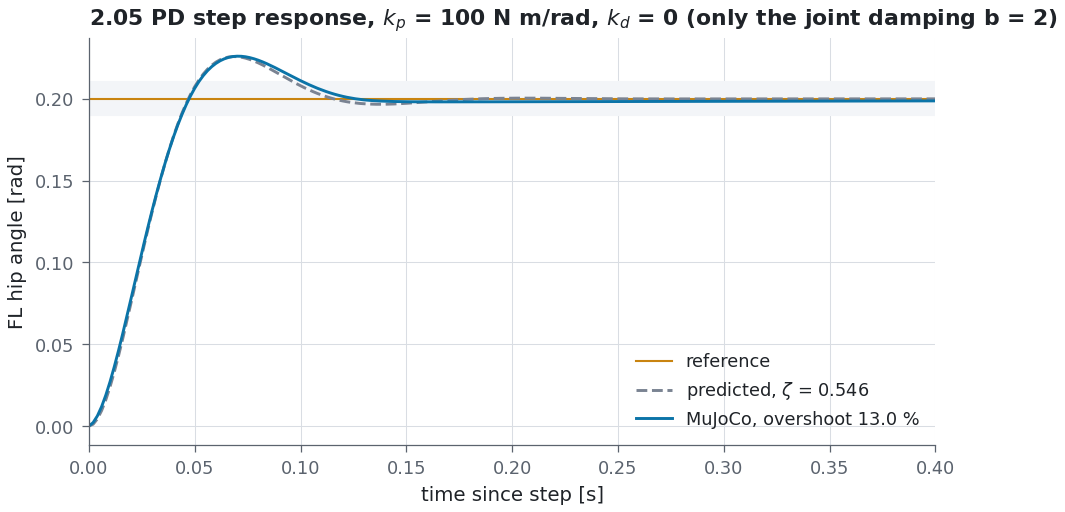 2.05 PD step response, $k_p$ = 100 N m/rad, $k_d$ = 0 (only the joint damping b = 2)
FL hip angle [rad]
0.20
0.15
0.10
0.05
0.00
reference
predicted, ζ = 0.546
MuJoCo, overshoot 13.0 %
0.00 0.05 0.10 0.15 0.20 0.25 0.30 0.35 0.40
time since step [s]